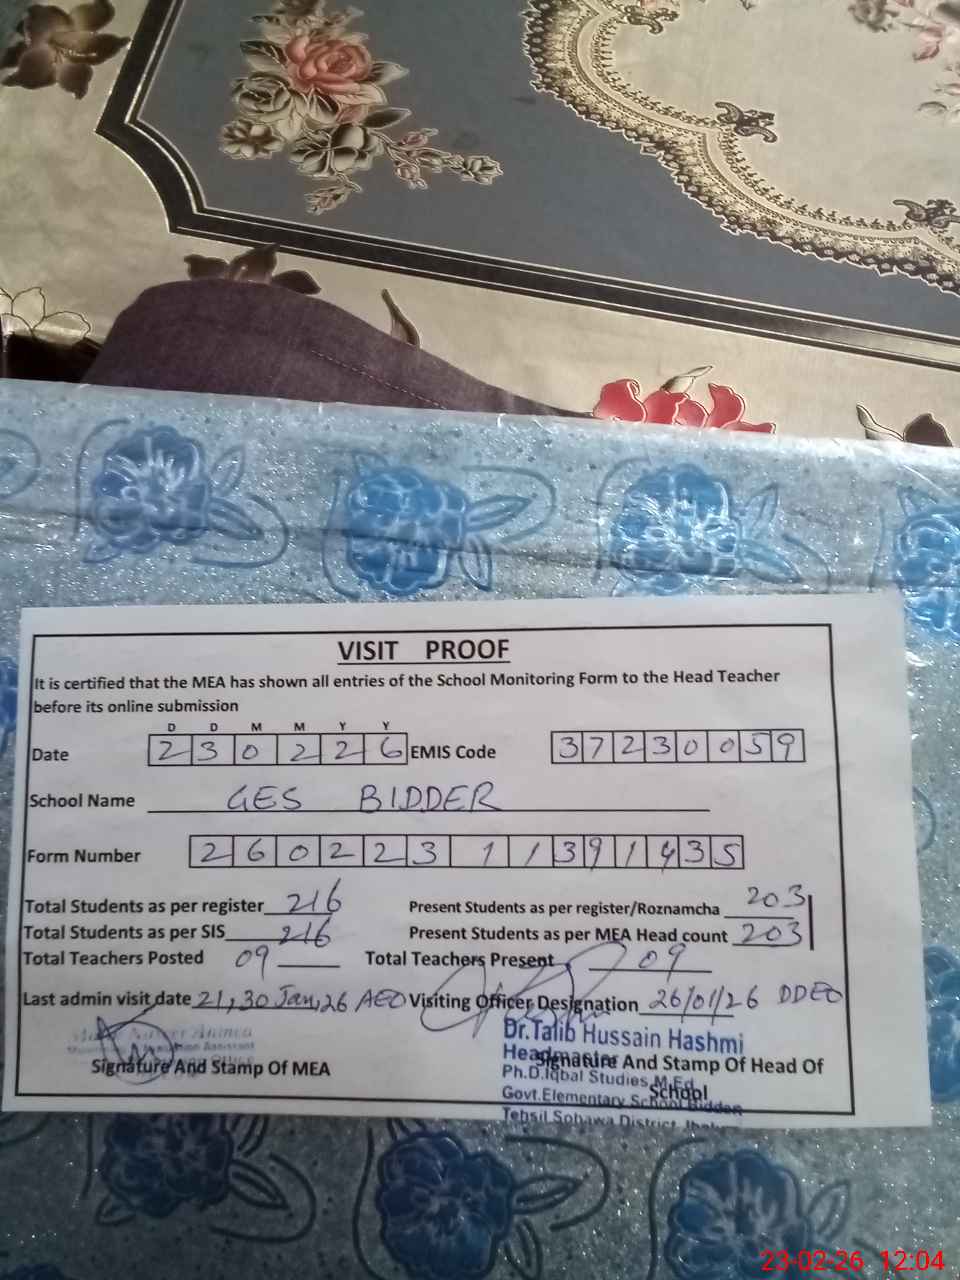 VISIT PROOF
It is certified that the MEA has shown all entries of the School Monitoring Form to the Head Teacher
before its online submission
D D M M Y Y
Date 2 3 0 2 2 6 EMIS Code 3 7 2 3 0 0 5 9
School Name GES BIDDER
Form Number 2 6 0 2 2 3 1 1 3 9 1 4 3 5
Total Students as per register 216 Present Students as per register/Roznamcha 203
Total Students as per SIS 216 Present Students as per MEA Head count 203
Total Teachers Posted 09 Total Teachers Present 09
Last admin visit date 21, 30 Jan, 26 AEO Visiting Officer Designation 26/01/26 DDEO
Dr.Talib Hussain Hashmi
Headmaster
Signature And Stamp Of MEA Signature And Stamp Of Head Of
School
Ph.D.Iqbal Studies M.Ed
Govt.Elementary School Bidder
Tehsil Sohawa District Jhelum
23-02-26 12:04